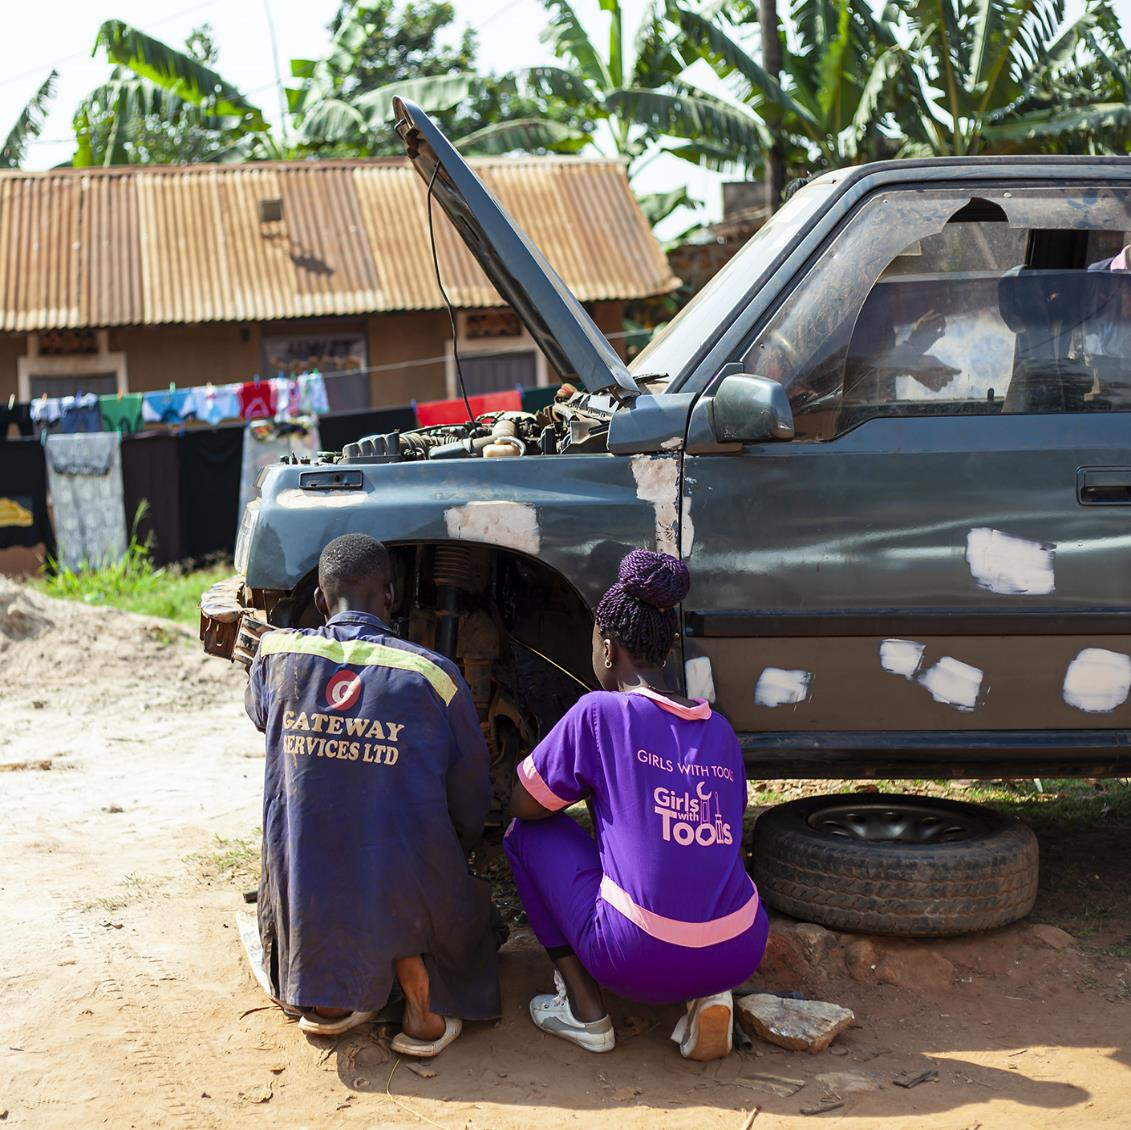 GATEWAY
SERVICES LTD
GIRLS WITH TOOLS
Girls
with
Tools